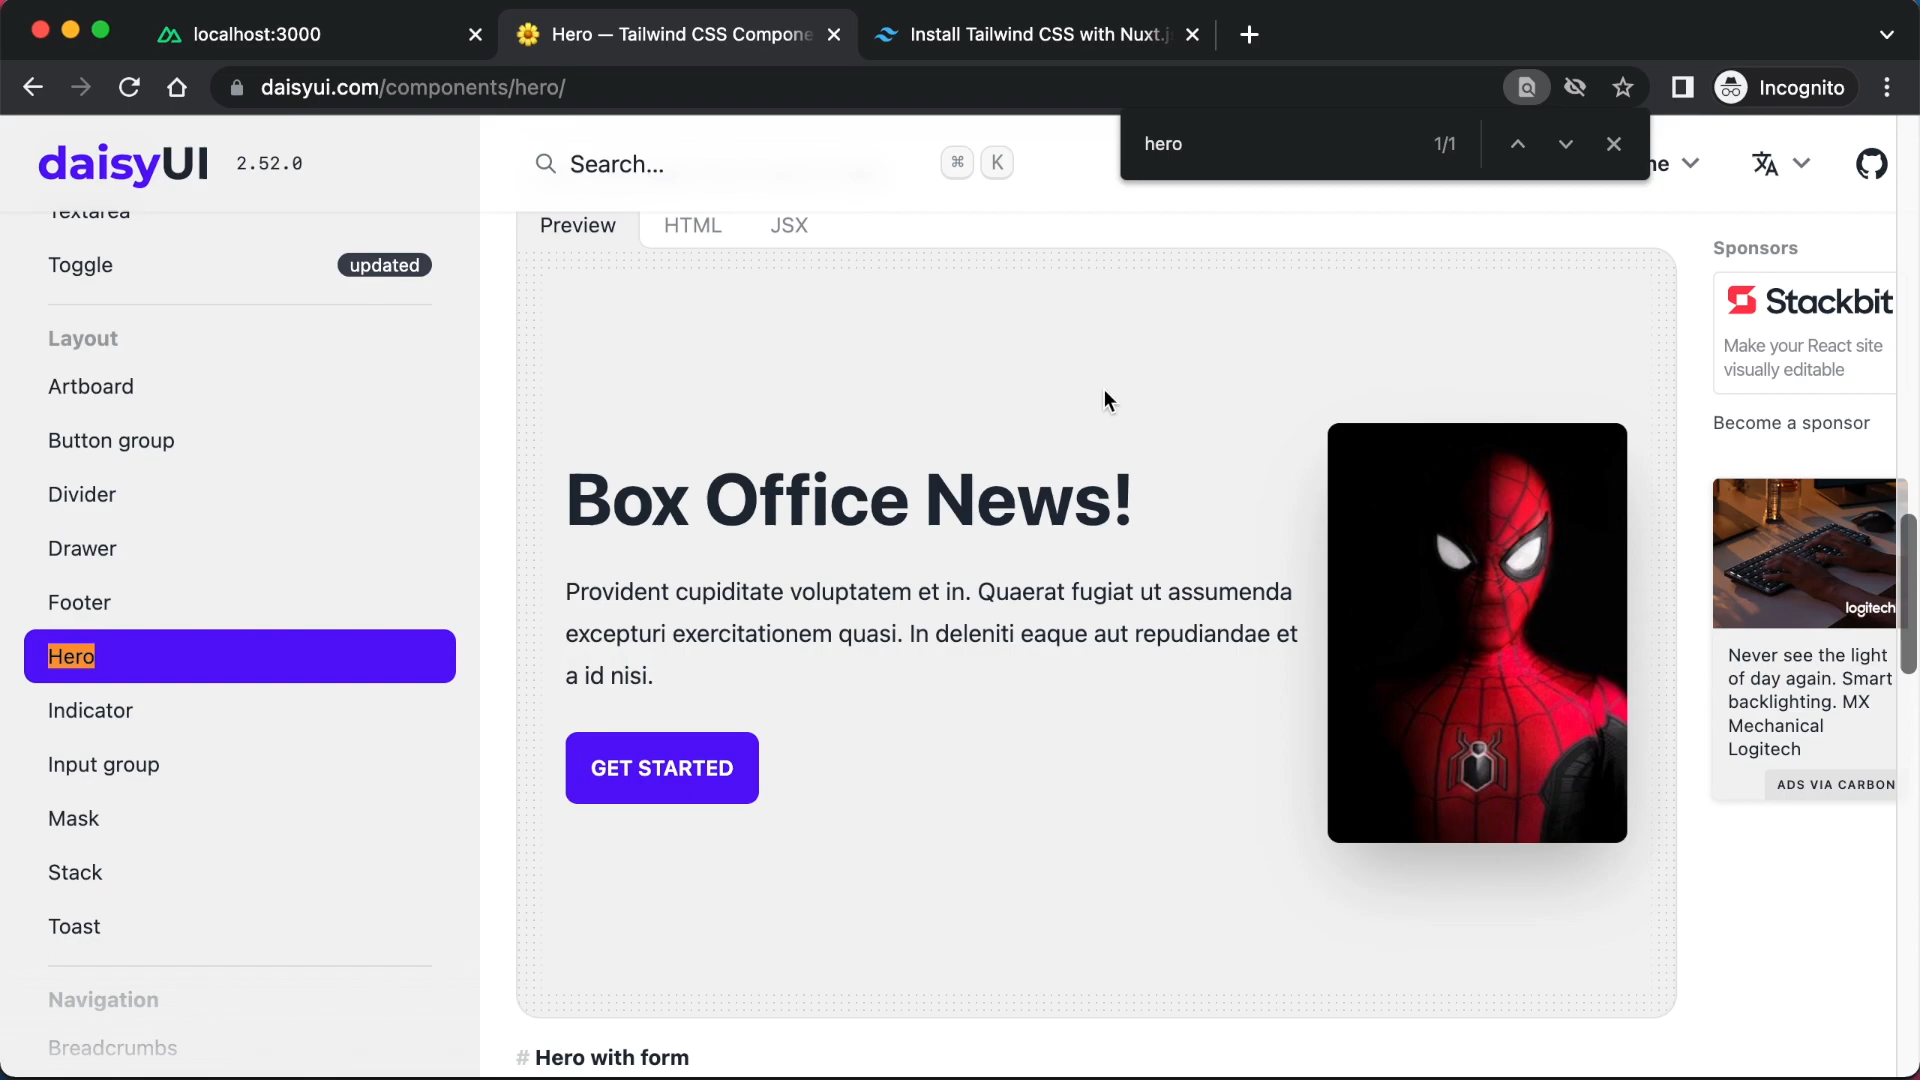 localhost:3000
Hero — Tailwind CSS Compone
Install Tailwind CSS with Nuxt.j
daisyui.com/components/hero/
Incognito
hero
1/1
daisyUI
2.52.0
Search...
⌘ K
me
Textarea
Toggle
updated
Layout
Artboard
Button group
Divider
Drawer
Footer
Hero
Indicator
Input group
Mask
Stack
Toast
Navigation
Breadcrumbs
Preview
HTML
JSX
Box Office News!
Provident cupiditate voluptatem et in. Quaerat fugiat ut assumenda
excepturi exercitationem quasi. In deleniti eaque aut repudiandae et
a id nisi.
GET STARTED
# Hero with form
Sponsors
Stackbit
Make your React site
visually editable
Become a sponsor
logitech
Never see the light
of day again. Smart
backlighting. MX
Mechanical
Logitech
ADS VIA CARBON